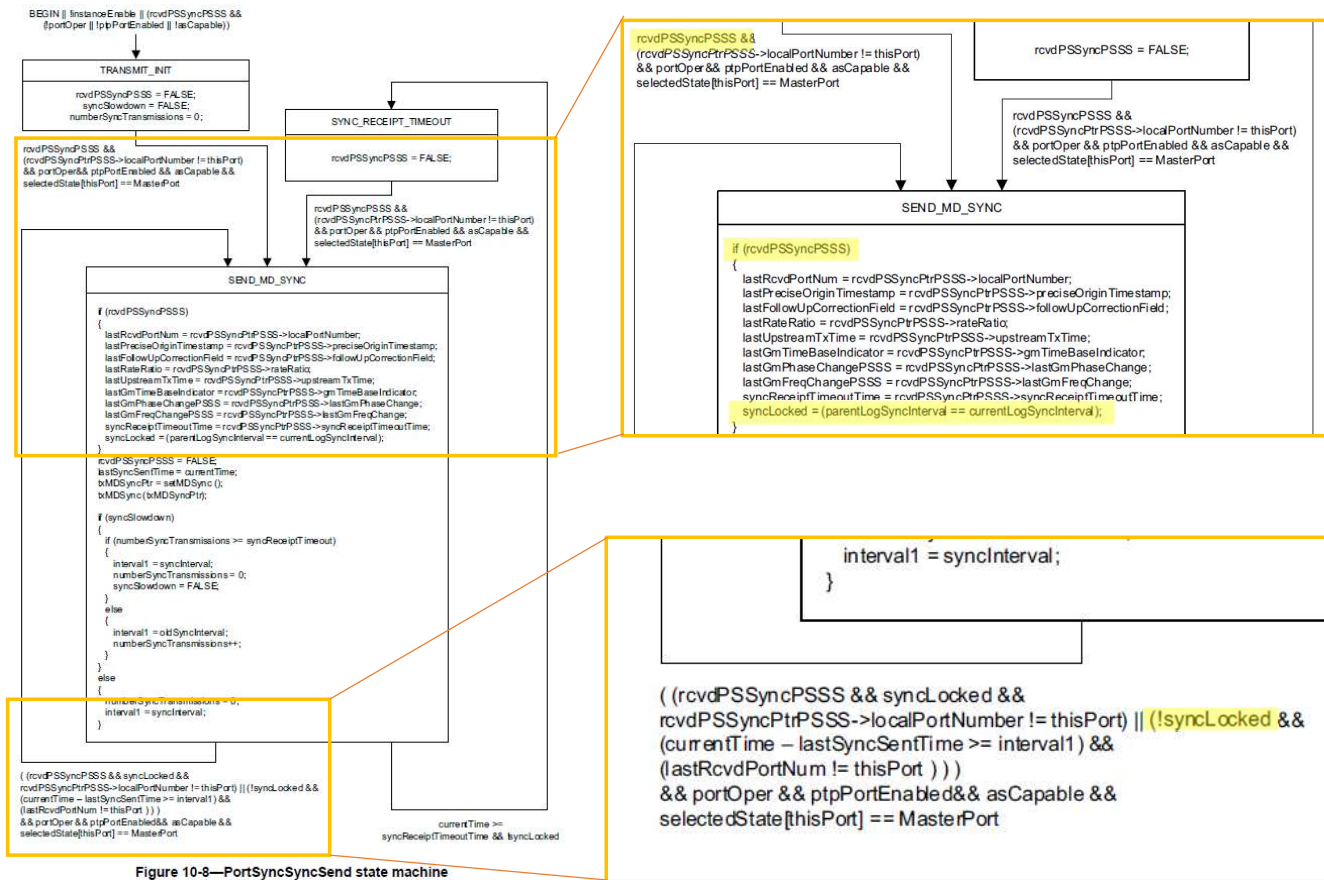 BEGIN || !instanceEnable || (rcvdPSSyncPSSS &&
(!portOper || !ptpPortEnabled || !asCapable))
TRANSMIT_INIT
rcvdPSSyncPSSS = FALSE;
syncSlowdown = FALSE;
numberSyncTransmissions = 0;
SYNC_RECEIPT_TIMEOUT
rcvdPSSyncPSSS = FALSE;
rcvdPSSyncPSSS &&
(rcvdPSSyncPtrPSSS->localPortNumber != thisPort)
&& portOper&& ptpPortEnabled && asCapable &&
selectedState[thisPort] == MasterPort
rcvdPSSyncPSSS &&
(rcvdPSSyncPtrPSSS->localPortNumber != thisPort)
&& portOper && ptpPortEnabled && asCapable &&
selectedState[thisPort] == MasterPort
SEND_MD_SYNC
if (rcvdPSSyncPSSS)
{
lastRcvdPortNum = rcvdPSSyncPtrPSSS->localPortNumber;
lastPreciseOriginTimestamp = rcvdPSSyncPtrPSSS->preciseOriginTimestamp;
lastFollowUpCorrectionField = rcvdPSSyncPtrPSSS->followUpCorrectionField;
lastRateRatio = rcvdPSSyncPtrPSSS->rateRatio;
lastUpstreamTxTime = rcvdPSSyncPtrPSSS->upstreamTxTime;
lastGmTimeBaseIndicator = rcvdPSSyncPtrPSSS->gmTimeBaseIndicator;
lastGmPhaseChangePSSS = rcvdPSSyncPtrPSSS->lastGmPhaseChange;
lastGmFreqChangePSSS = rcvdPSSyncPtrPSSS->lastGmFreqChange;
syncReceiptTimeoutTime = rcvdPSSyncPtrPSSS->syncReceiptTimeoutTime;
syncLocked = (parentLogSyncInterval == currentLogSyncInterval);
}
rcvdPSSyncPSSS = FALSE;
lastSyncSentTime = currentTime;
txMDSyncPtr = setMDSync ();
txMDSync (txMDSyncPtr);
if (syncSlowdown)
{
if (numberSyncTransmissions >= syncReceiptTimeout)
{
interval1 = syncInterval;
numberSyncTransmissions = 0;
syncSlowdown = FALSE;
}
else
{
interval1 = oldSyncInterval;
numberSyncTransmissions++;
}
}
else
{
numberSyncTransmissions = 0;
interval1 = syncInterval;
}
( (rcvdPSSyncPSSS && syncLocked &&
rcvdPSSyncPtrPSSS->localPortNumber != thisPort) || (!syncLocked &&
(currentTime – lastSyncSentTime >= interval1) &&
(lastRcvdPortNum != thisPort ) ) )
&& portOper && ptpPortEnabled&& asCapable &&
selectedState[thisPort] == MasterPort
currentTime >=
syncReceiptTimeoutTime && !syncLocked
Figure 10-8—PortSyncSyncSend state machine
rcvdPSSyncPSSS &&
(rcvdPSSyncPtrPSSS->localPortNumber != thisPort)
&& portOper&& ptpPortEnabled && asCapable &&
selectedState[thisPort] == MasterPort
rcvdPSSyncPSSS = FALSE;
rcvdPSSyncPSSS &&
(rcvdPSSyncPtrPSSS->localPortNumber != thisPort)
&& portOper && ptpPortEnabled && asCapable &&
selectedState[thisPort] == MasterPort
SEND_MD_SYNC
if (rcvdPSSyncPSSS)
{
lastRcvdPortNum = rcvdPSSyncPtrPSSS->localPortNumber;
lastPreciseOriginTimestamp = rcvdPSSyncPtrPSSS->preciseOriginTimestamp;
lastFollowUpCorrectionField = rcvdPSSyncPtrPSSS->followUpCorrectionField;
lastRateRatio = rcvdPSSyncPtrPSSS->rateRatio;
lastUpstreamTxTime = rcvdPSSyncPtrPSSS->upstreamTxTime;
lastGmTimeBaseIndicator = rcvdPSSyncPtrPSSS->gmTimeBaseIndicator;
lastGmPhaseChangePSSS = rcvdPSSyncPtrPSSS->lastGmPhaseChange;
lastGmFreqChangePSSS = rcvdPSSyncPtrPSSS->lastGmFreqChange;
syncReceiptTimeoutTime = rcvdPSSyncPtrPSSS->syncReceiptTimeoutTime;
syncLocked = (parentLogSyncInterval == currentLogSyncInterval);
}
interval1 = syncInterval;
}
( (rcvdPSSyncPSSS && syncLocked &&
rcvdPSSyncPtrPSSS->localPortNumber != thisPort) || (!syncLocked &&
(currentTime – lastSyncSentTime >= interval1) &&
(lastRcvdPortNum != thisPort ) ) )
&& portOper && ptpPortEnabled&& asCapable &&
selectedState[thisPort] == MasterPort